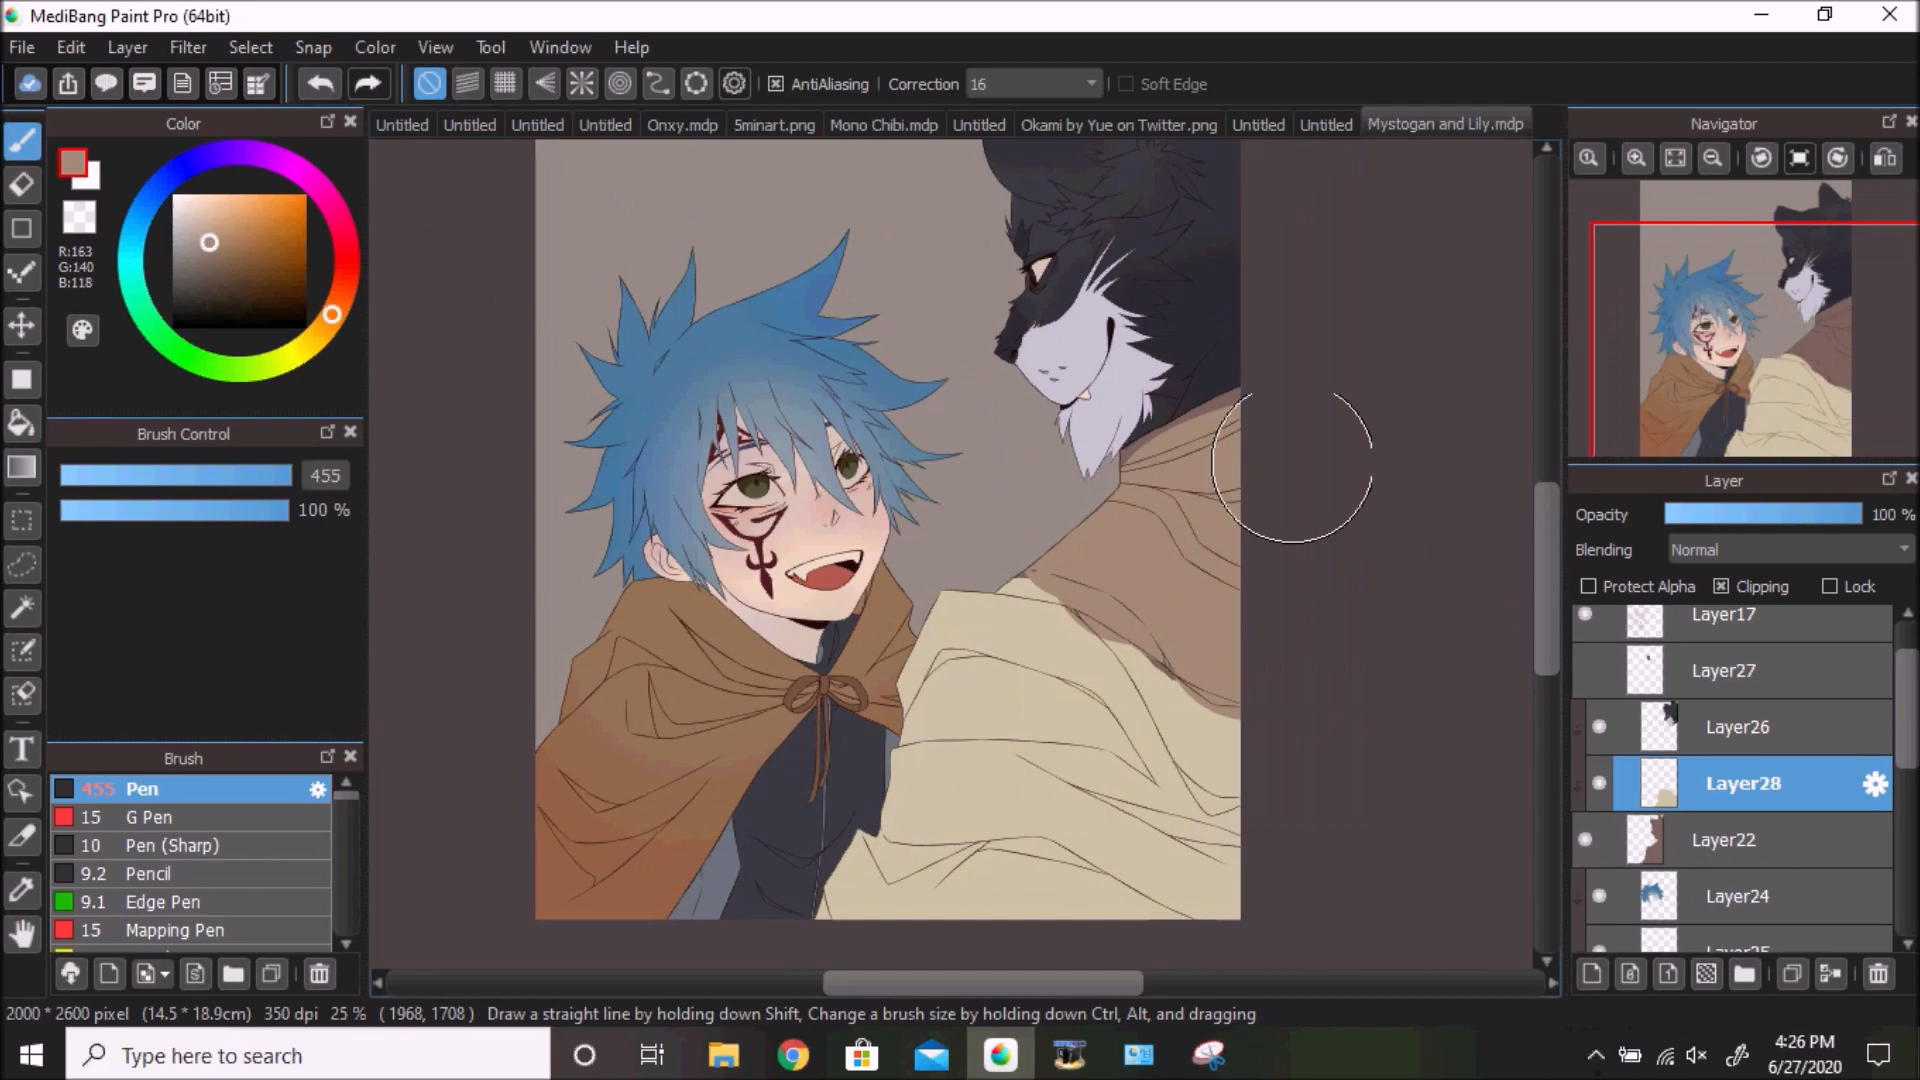 MediBang Paint Pro (64bit)
File Edit Layer Filter Select Snap Color View Tool Window Help
AntiAliasing Correction 16 Soft Edge
Color
Untitled Untitled Untitled Untitled Onxy.mdp 5minart.png Mono Chibi.mdp Untitled Okami by Yue on Twitter.png Untitled Untitled Mystogan and Lily.mdp
Navigator
R:163
G:140
B:118
Brush Control
455
100 %
Layer
Opacity 100 %
Blending Normal
Protect Alpha Clipping Lock
Layer17
Layer27
Layer26
Layer28
Layer22
Layer24
Brush
455 Pen
15 G Pen
10 Pen (Sharp)
9.2 Pencil
9.1 Edge Pen
15 Mapping Pen
2000 * 2600 pixel (14.5 * 18.9cm) 350 dpi 25 % ( 1968, 1708 ) Draw a straight line by holding down Shift, Change a brush size by holding down Ctrl, Alt, and dragging
Type here to search
4:26 PM
6/27/2020